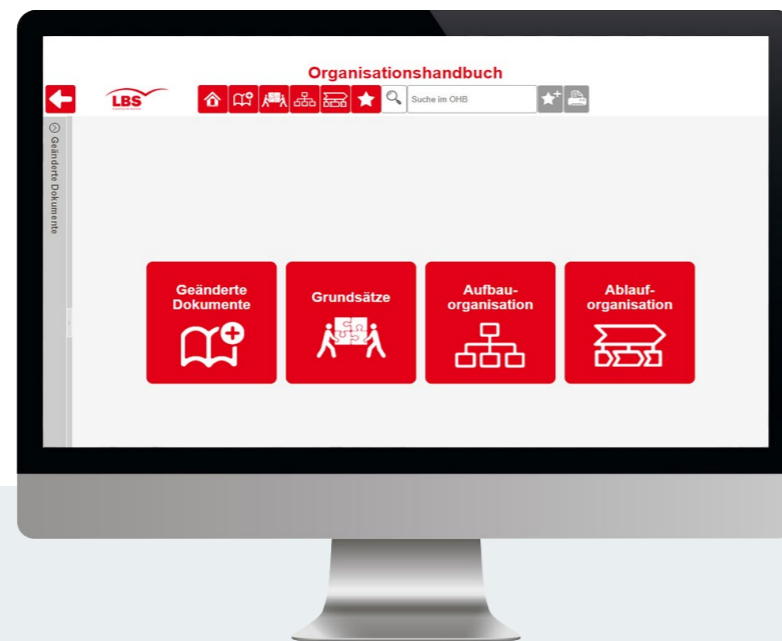 Organisationshandbuch
LBS
Suche im OHB
Geänderte Dokumente
Geänderte
Dokumente
Grundsätze
Aufbau-
organisation
Ablauf-
organisation